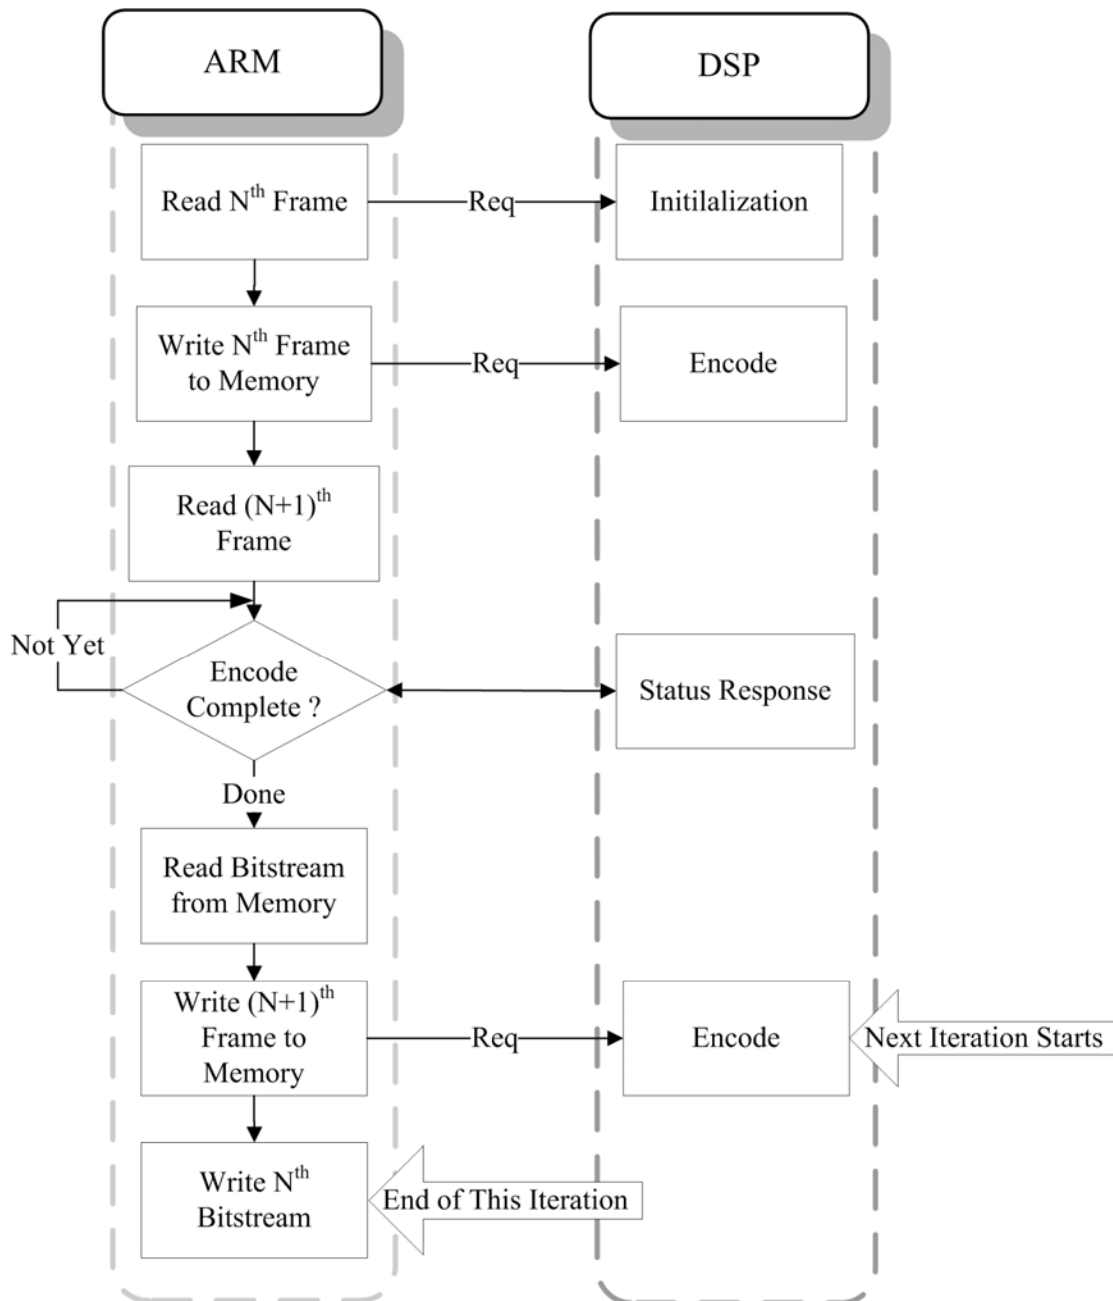 ARM
DSP
Read Nth Frame
Req
Initilalization
Write Nth Frame
to Memory
Req
Encode
Read (N+1)th
Frame
Not Yet
Encode
Complete ?
Status Response
Done
Read Bitstream
from Memory
Write (N+1)th
Frame to
Memory
Req
Encode
Next Iteration Starts
Write Nth
Bitstream
End of This Iteration